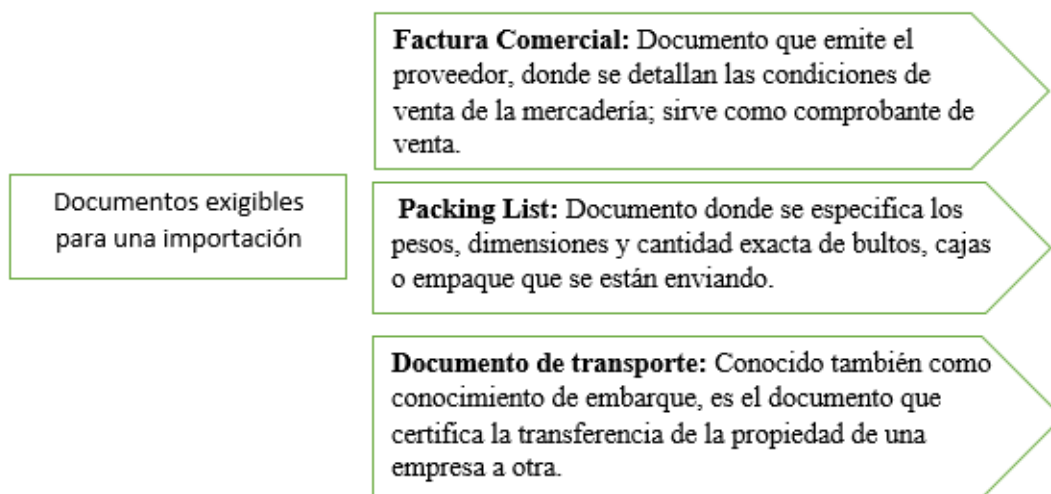 Factura Comercial: Documento que emite el
proveedor, donde se detallan las condiciones de
venta de la mercadería; sirve como comprobante de
venta.
Documentos exigibles
para una importación
Packing List: Documento donde se especifica los
pesos, dimensiones y cantidad exacta de bultos, cajas
o empaque que se están enviando.
Documento de transporte: Conocido también como
conocimiento de embarque, es el documento que
certifica la transferencia de la propiedad de una
empresa a otra.